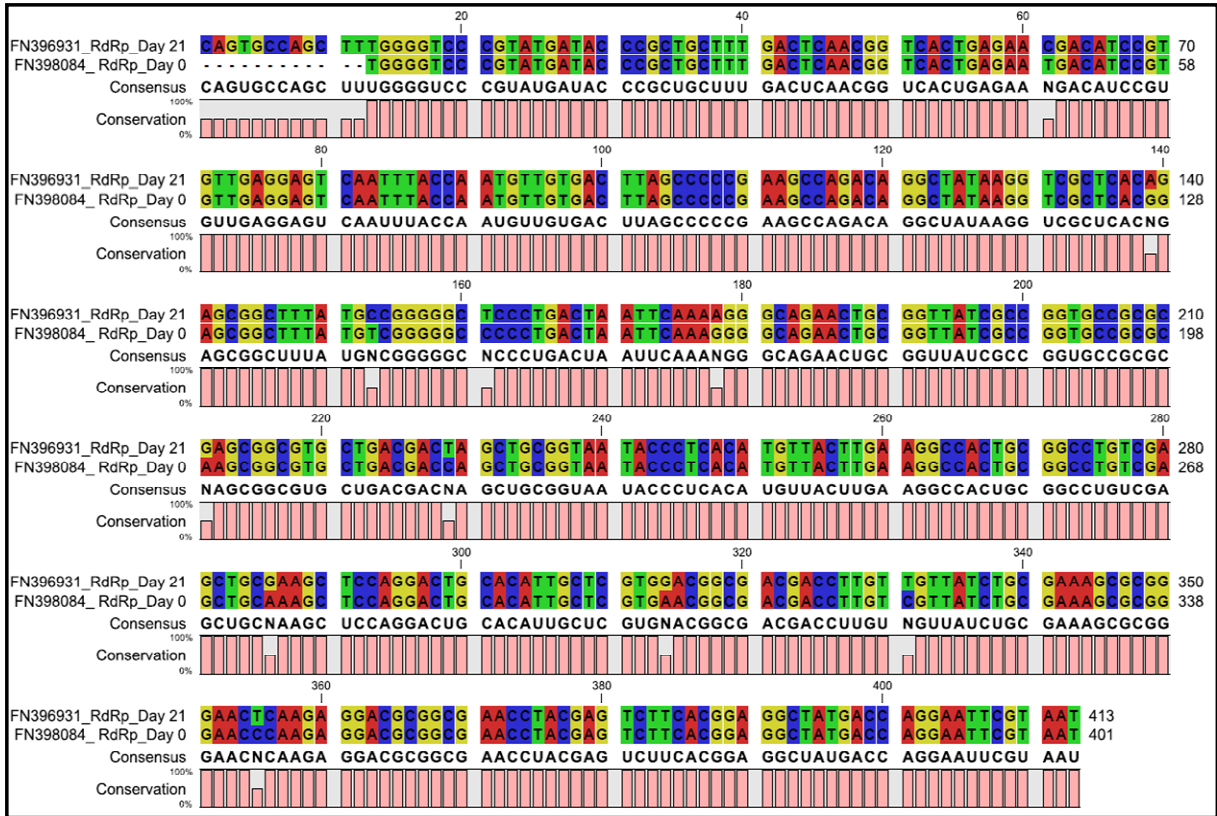 20 40 60
FN396931_RdRp_Day 21 CAGTGCCAGC TTTGGGGTCC CGTATGATAC CCGCTGCTTT GACTCAACGG TCACTGAGAA CGACATCCGT 70
FN398084_ RdRp_Day 0 - - - - - - - - - - - - TGGGGTCC CGTATGATAC CCGCTGCTTT GACTCAACGG TCACTGAGAA TGACATCCGT 58
Consensus CAGUGCCAGC UUUGGGGUCC CGUAUGAUAC CCGCUGCUUU GACUCAACGG UCACUGAGAA NGACAUCCGU
100%
Conservation
0%
80 100 120 140
FN396931_RdRp_Day 21 GTTGAGGAGT CAATTTACCA ATGTTGTGAC TTAGCCCCCG AAGCCAGACA GGCTATAAGG TCGCTCACAG 140
FN398084_ RdRp_Day 0 GTTGAGGAGT CAATTTACCA ATGTTGTGAC TTAGCCCCCG AAGCCAGACA GGCTATAAGG TCGCTCACGG 128
Consensus GUUGAGGAGUC CAAUUUACCA AUGUUGUGAC UUAGCCCCCG AAGCCAGACA GGCUAUAAGG UCGCUCACNG
100%
Conservation
0%
160 180 200
FN396931_RdRp_Day 21 AGCGGCTTTA TGCCGGGGGC TCCCTGACTA ATTCAAAAGG GCAGAACTGC GGTTATCGCC GGTGCCGCGC 210
FN398084_ RdRp_Day 0 AGCGGCTTTA TGTCGGGGGC CCCCTGACTA ATTCAAAGGG GCAGAACTGC GGTTATCGCC GGTGCCGCGC 198
Consensus AGCGGCUUUA UGNCGGGGGC NCCCUGACUA AUUCAAANGG GCAGAACUGC GGUUAUCGCC GGUGCCGCGC
100%
Conservation
0%
220 240 260 280
FN396931_RdRp_Day 21 GAGCGGCGTG CTGACGACTA GCTGCGGTAA TACCCTCACA TGTTACTTGA AGGCCACTGC GGCCTGTCGA 280
FN398084_ RdRp_Day 0 AAGCGGCGTG CTGACGACCA GCTGCGGTAA TACCCTCACA TGTTACTTGA AGGCCACTGC GGCCTGTCGA 268
Consensus NAGCGGCGUG CUGACGACNA GCUGCGGUAA UACCCUCACA UGUUACUUGA AGGCCACUGC GGCCUGUCGA
100%
Conservation
0%
300 320 340
FN396931_RdRp_Day 21 GCTGCGAAGC TCCAGGACTG CACATTGCTC GTGGACGGCG ACGACCTTGT TGTTATCTGC GAAAGCGCGG 350
FN398084_ RdRp_Day 0 GCTGCAAAGC TCCAGGACTG CACATTGCTC GTGAACGGCG ACGACCTTGT CGTTATCTGC GAAAGCGCGG 338
Consensus GCUGCNAAGC UCCAGGACUG CACAUUGCUC GUGNACGGCG ACGACCUUGU NGUUAUCUGC GAAAGCGCGG
100%
Conservation
0%
360 380 400
FN396931_RdRp_Day 21 GAACTCAAGA GGACGCGGCG AACCTACGAG TCTTCACGGA GGCTATGACC AGGAATTCGT AAT 413
FN398084_ RdRp_Day 0 GAACCCAAGA GGACGCGGCG AACCTACGAG TCTTCACGGA GGCTATGACC AGGAATTCGT AAT 401
Consensus GAACNCAAGA GGACGCGGCG AACCUACGAG UCUUCACGGA GGCUAUGACC AGGAAUUCGU AAU
100%
Conservation
0%